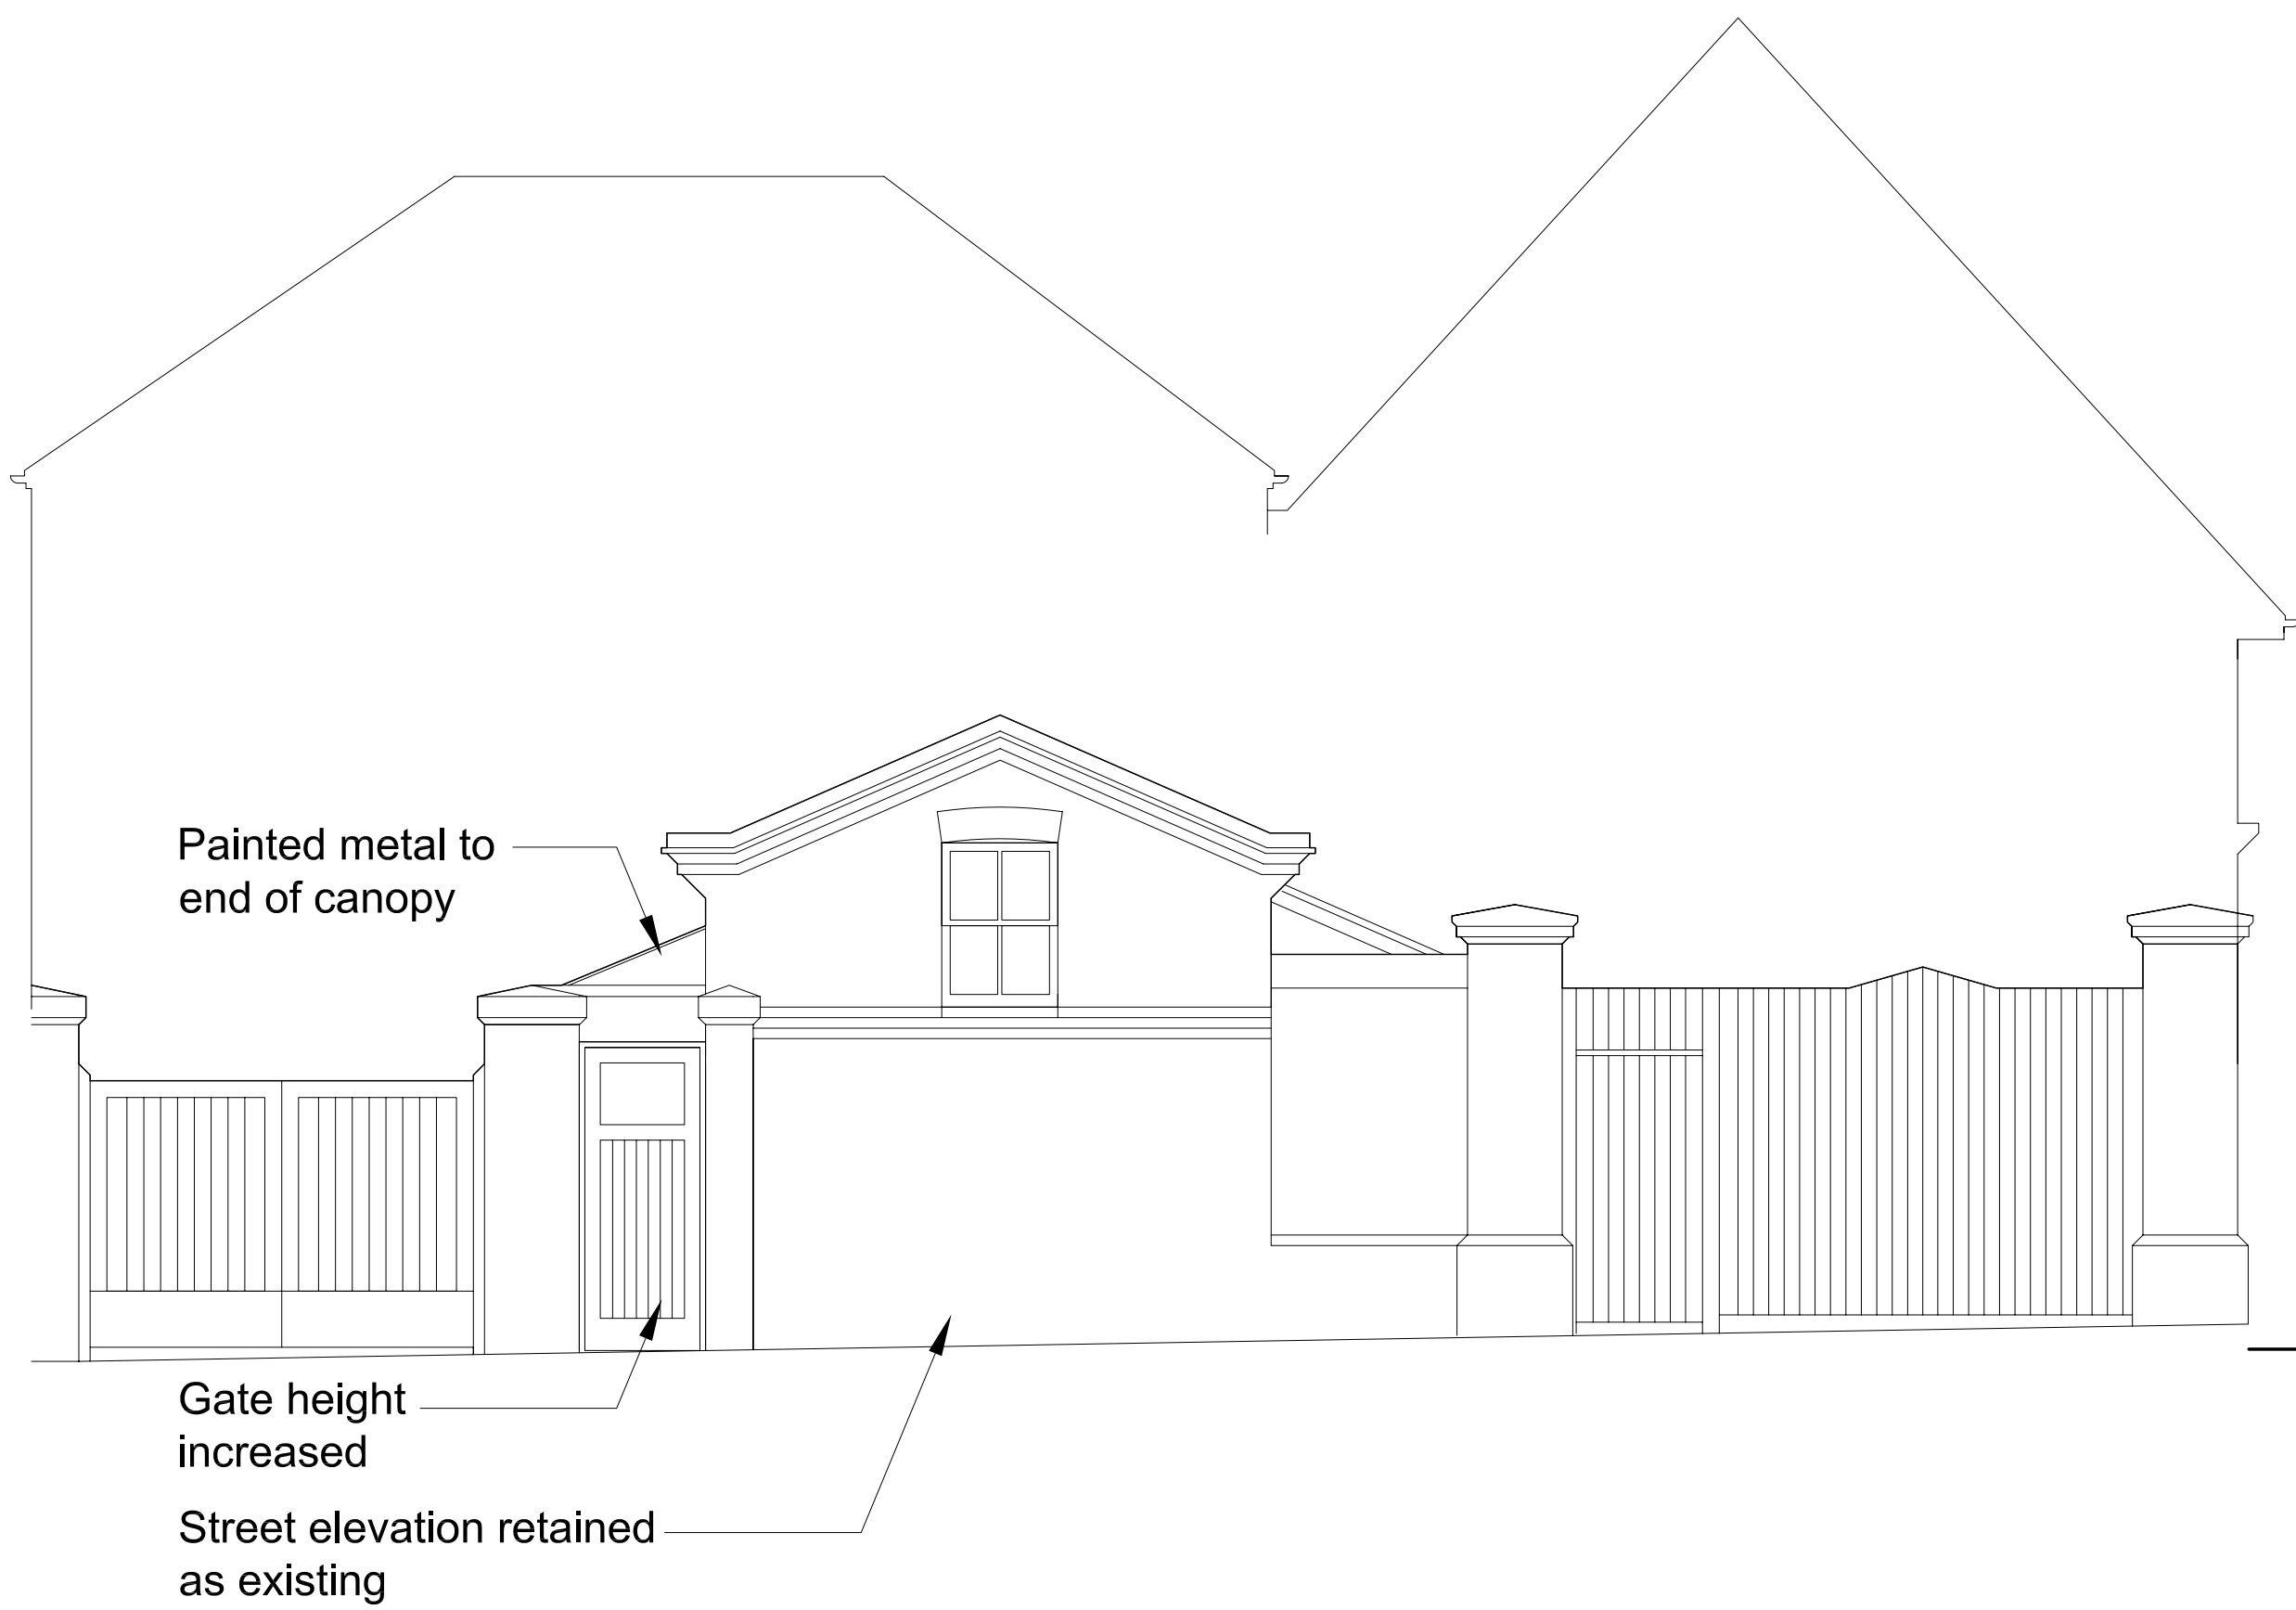 Painted metal to
end of canopy
Gate height
increased
Street elevation retained
as existing